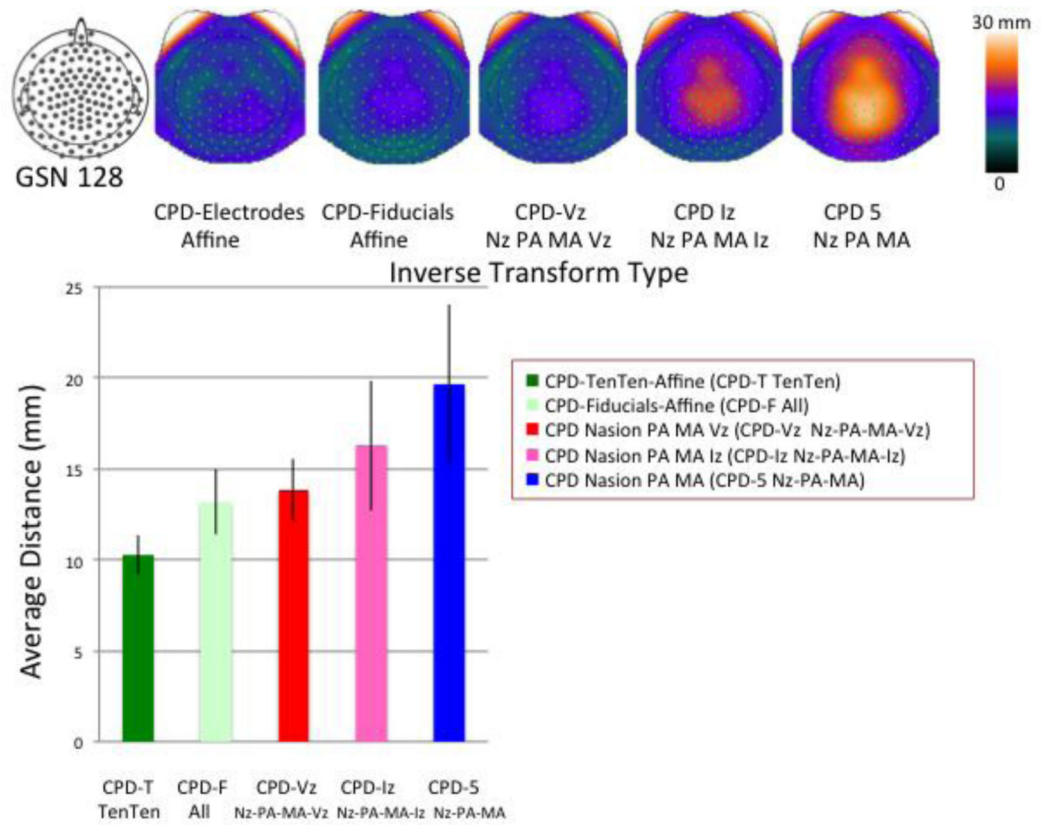 30 mm
GSN 128
0
CPD-Electrodes
Affine
CPD-Fiducials
Affine
CPD-Vz
Nz PA MA Vz
CPD Iz
Nz PA MA Iz
CPD 5
Nz PA MA
Inverse Transform Type
25
20
15
10
5
0
Average Distance (mm)
CPD-TenTen-Affine (CPD-T TenTen)
CPD-Fiducials-Affine (CPD-F All)
CPD Nasion PA MA Vz (CPD-Vz Nz-PA-MA-Vz)
CPD Nasion PA MA Iz (CPD-Iz Nz-PA-MA-Iz)
CPD Nasion PA MA (CPD-5 Nz-PA-MA)
CPD-T
TenTen
CPD-F
All
CPD-Vz
Nz-PA-MA-Vz
CPD-Iz
Nz-PA-MA-Iz
CPD-5
Nz-PA-MA